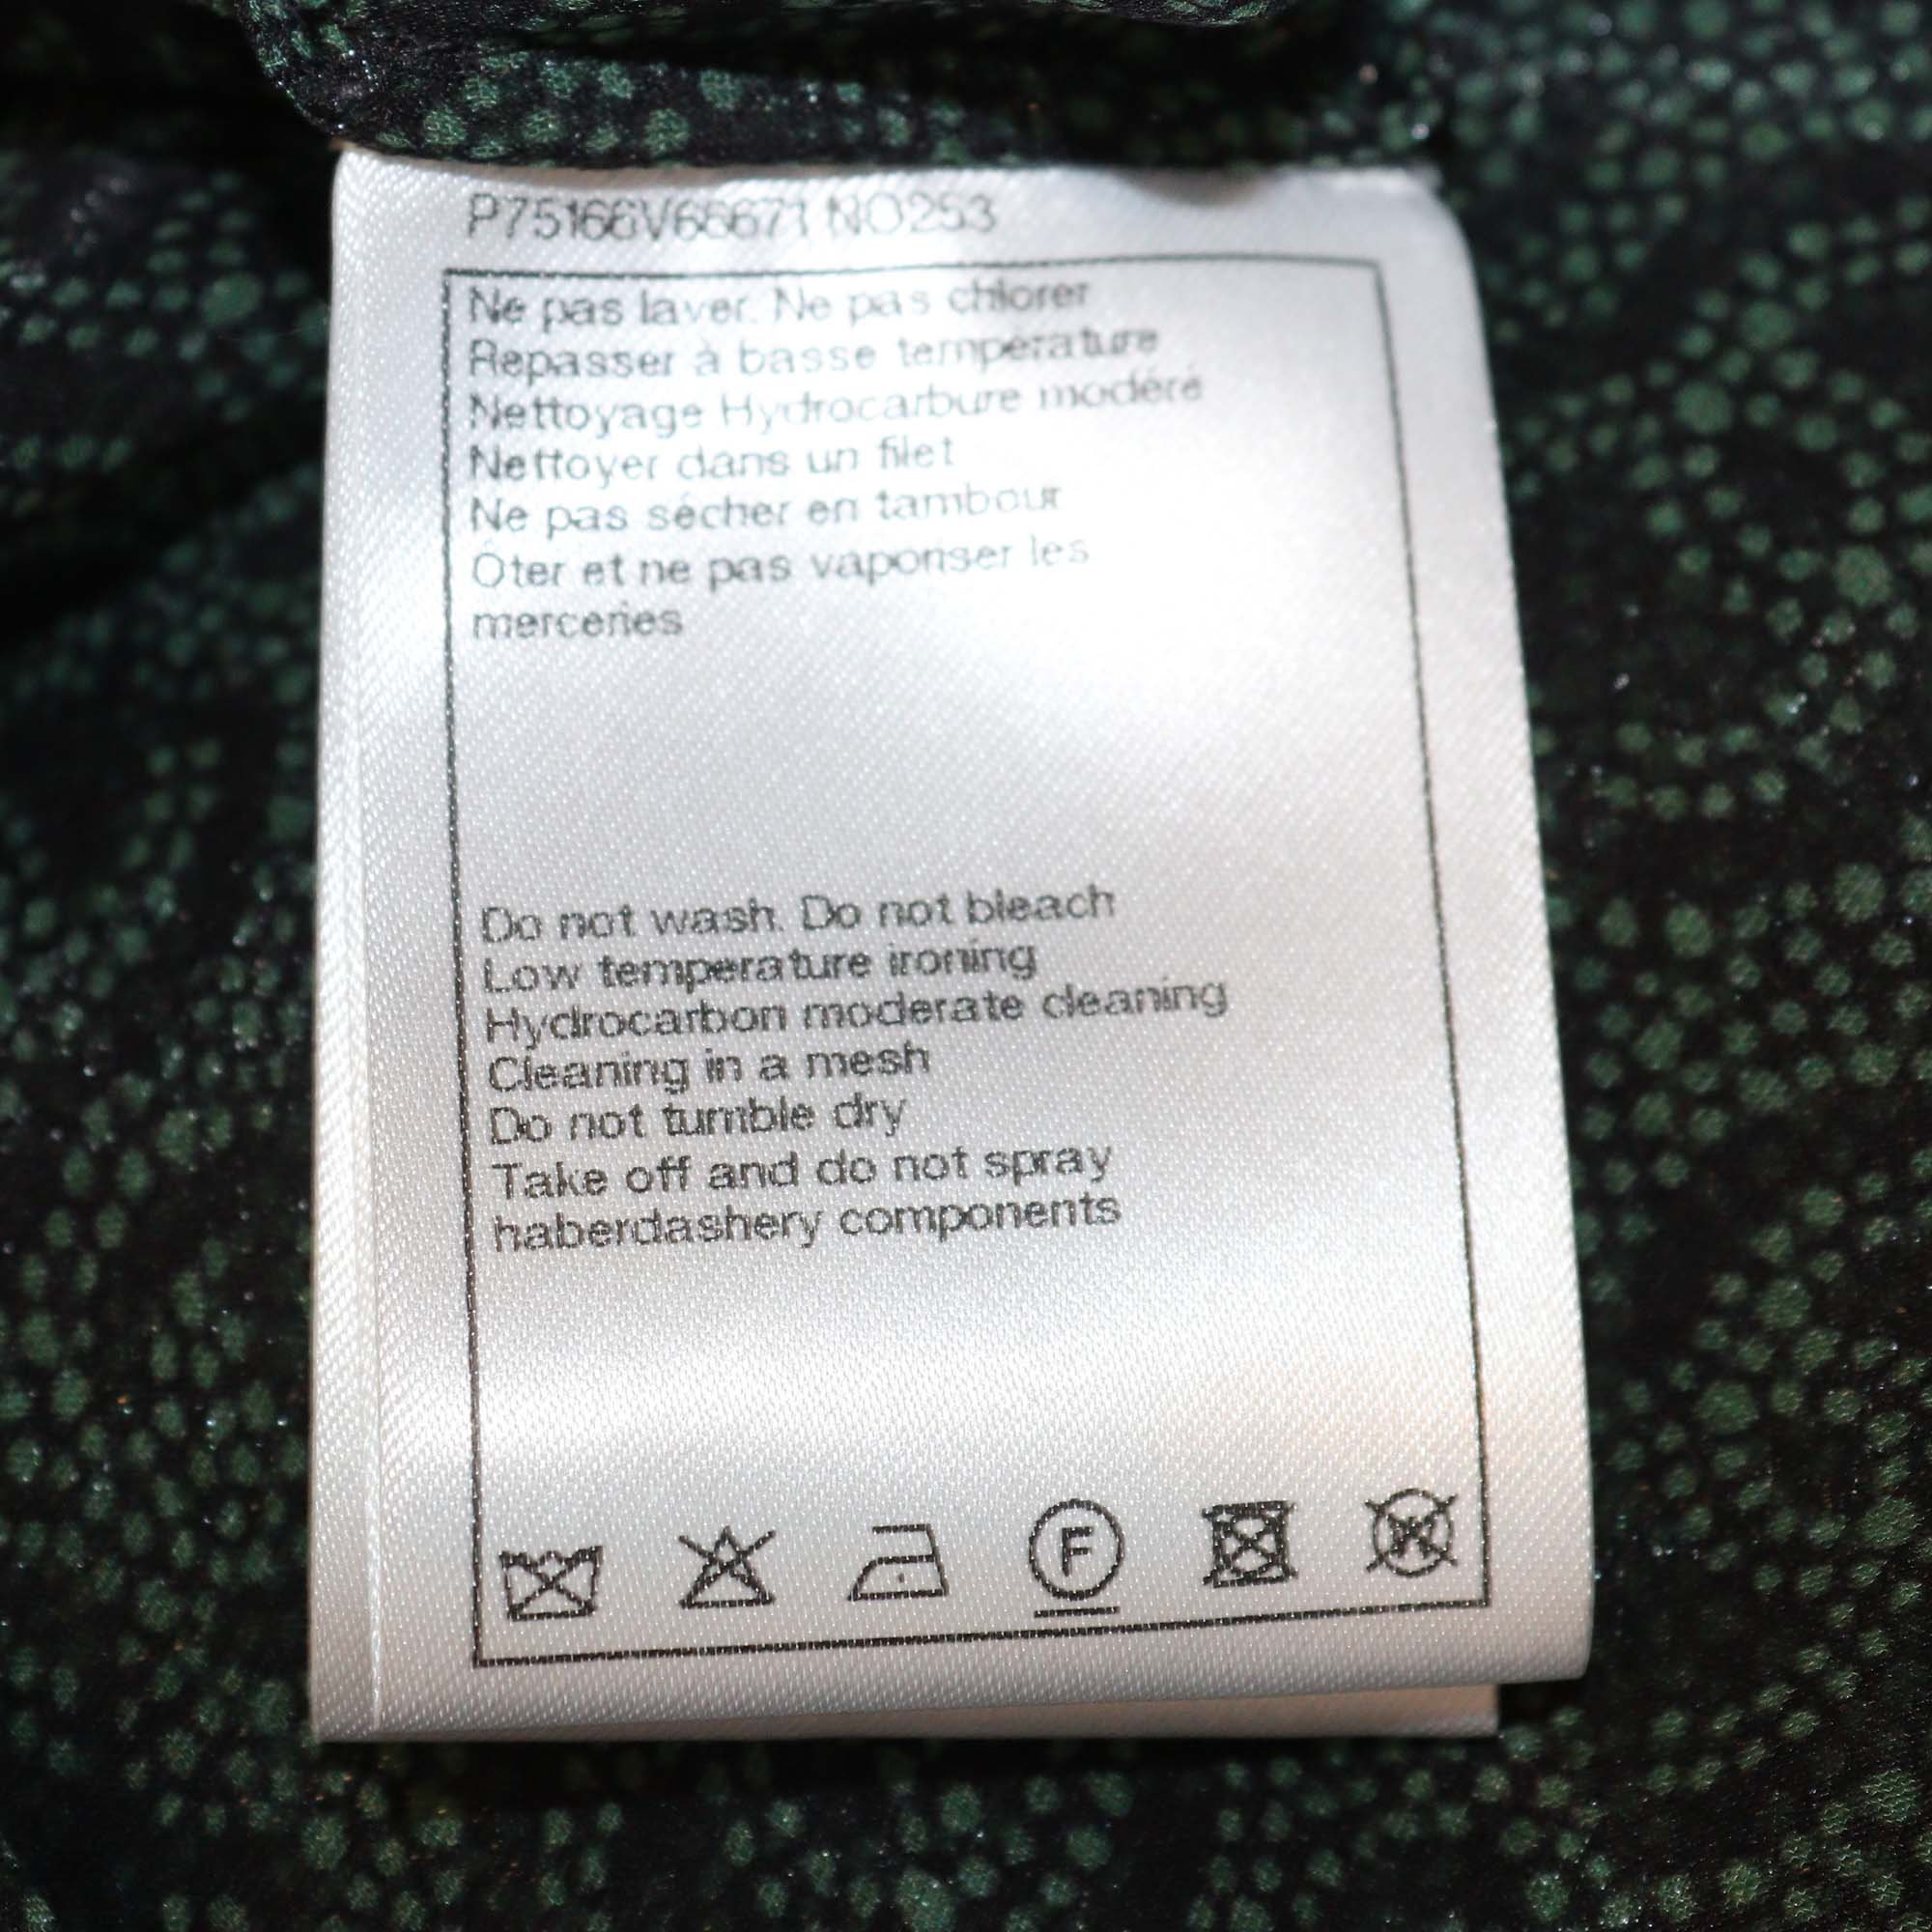 P75166V66671 NO253
Ne pas laver. Ne pas chlorer
Repasser à basse température
Nettoyage Hydrocarbure modéré
Nettoyer dans un filet
Ne pas sécher en tambour
Ôter et ne pas vaporiser les
merceries
Do not wash. Do not bleach
Low temperature ironing
Hydrocarbon moderate cleaning
Cleaning in a mesh
Do not tumble dry
Take off and do not spray
haberdashery components
F